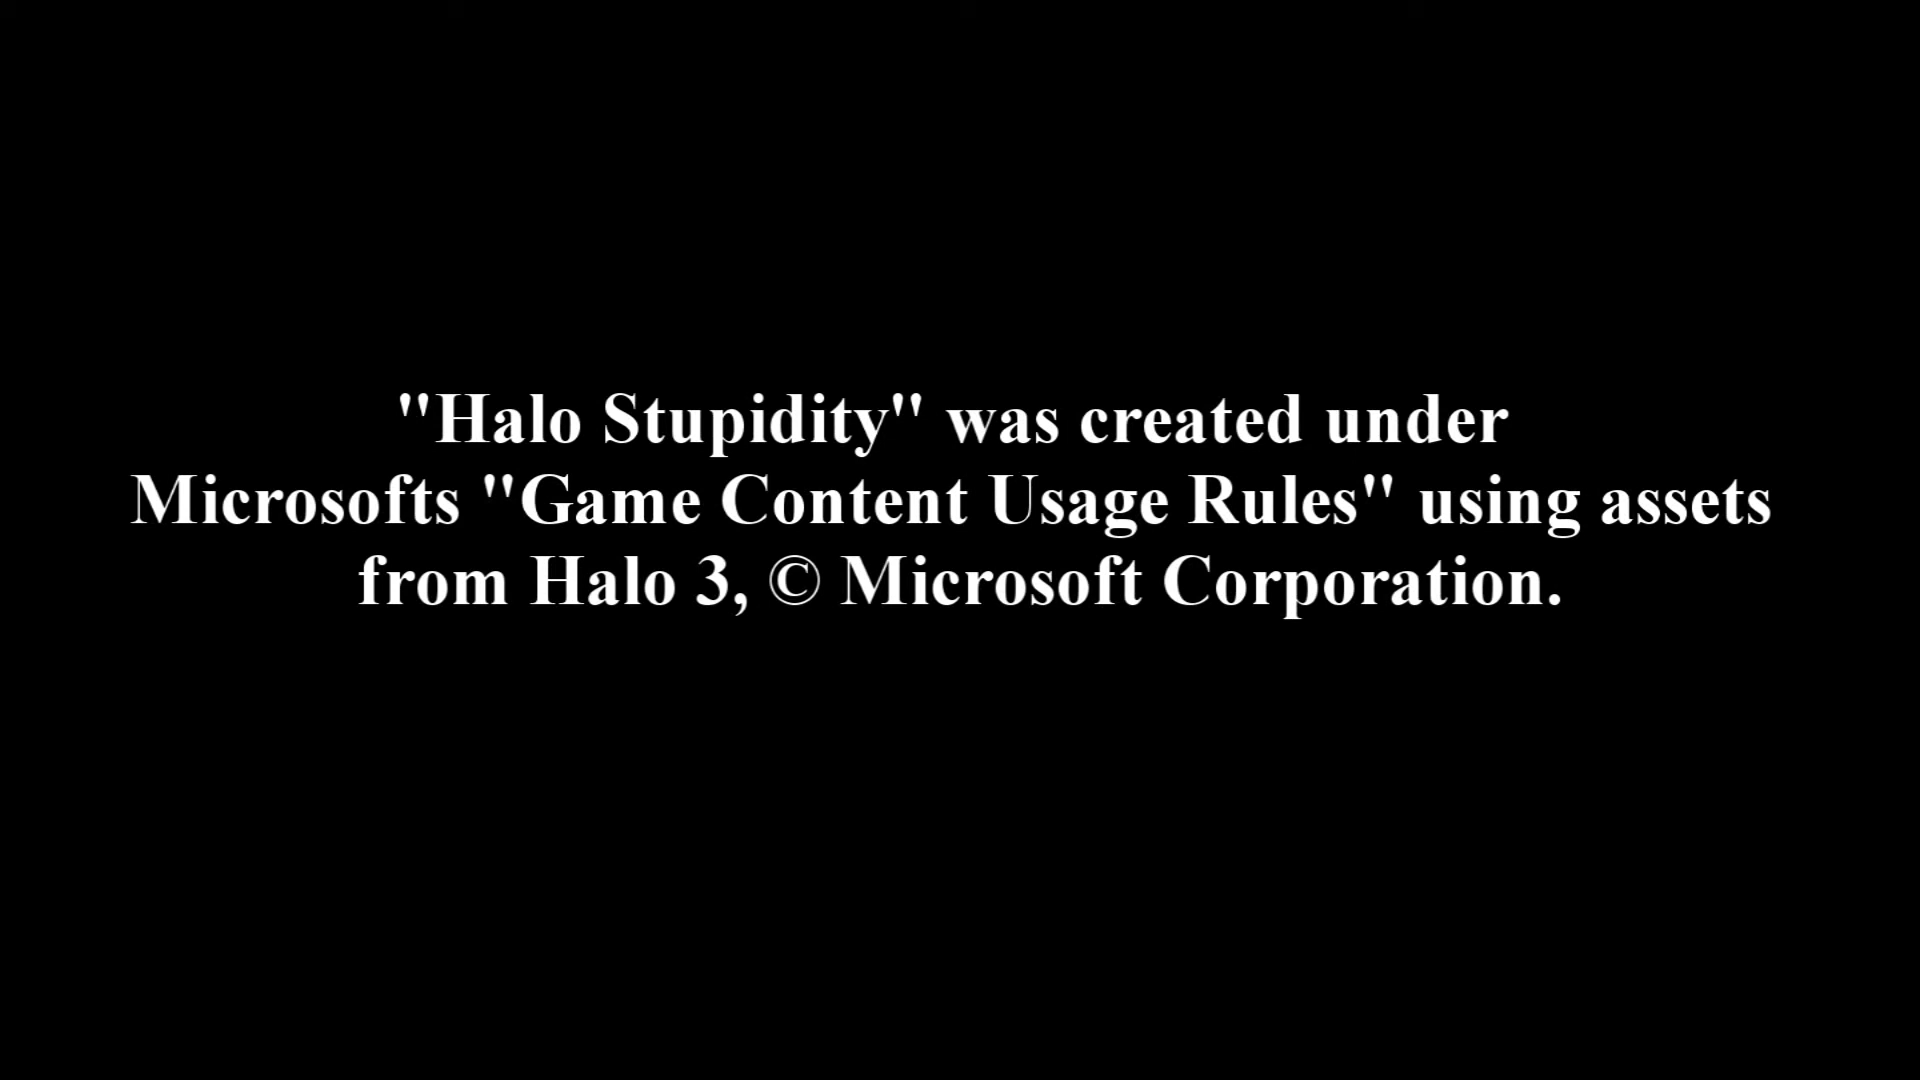 "Halo Stupidity" was created under
Microsofts "Game Content Usage Rules" using assets
from Halo 3, © Microsoft Corporation.